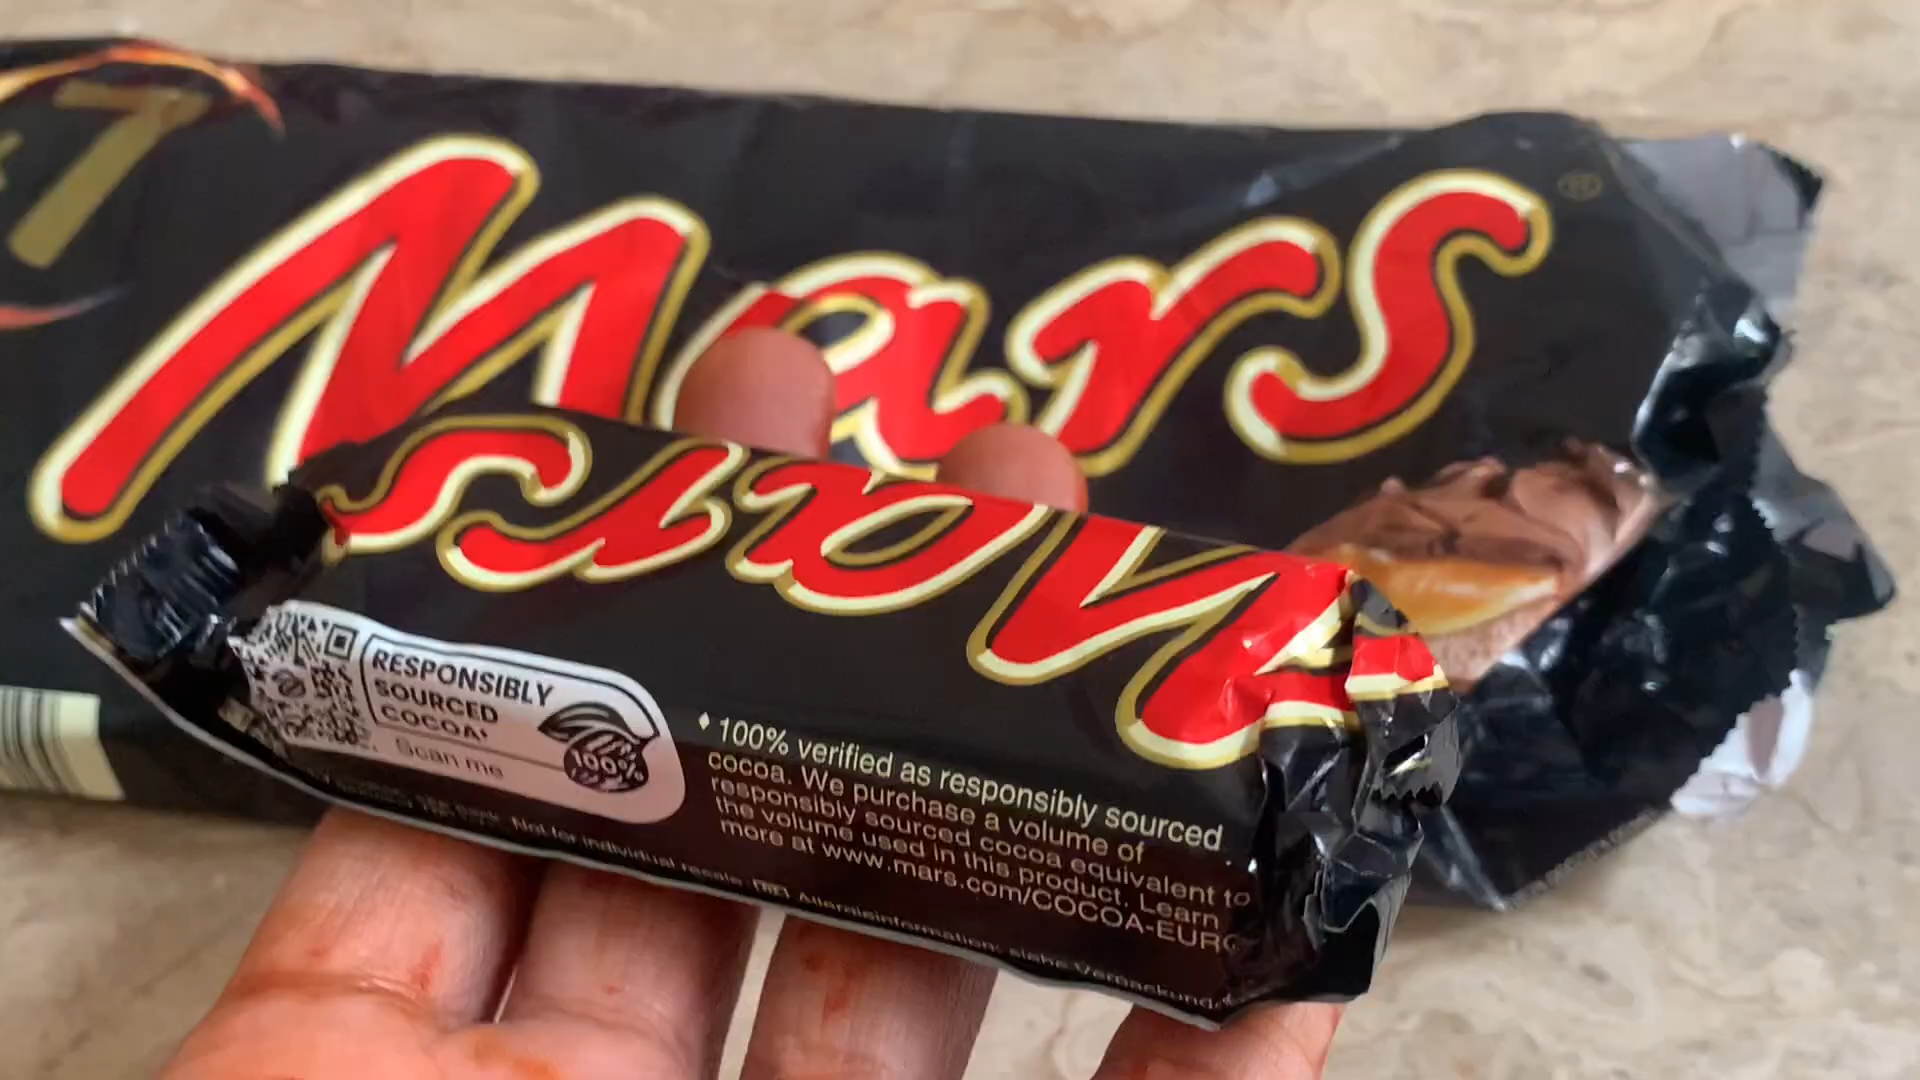 7
Mars
®
Mars
RESPONSIBLY
SOURCED
COCOA♦
Scan me
100%
♦ 100% verified as responsibly sourced
cocoa. We purchase a volume of
responsibly sourced cocoa equivalent to
the volume used in this product. Learn
more at www.mars.com/COCOA-EURO
Not for individual resale. (DE) Allergieinformation: siehe Verpackung